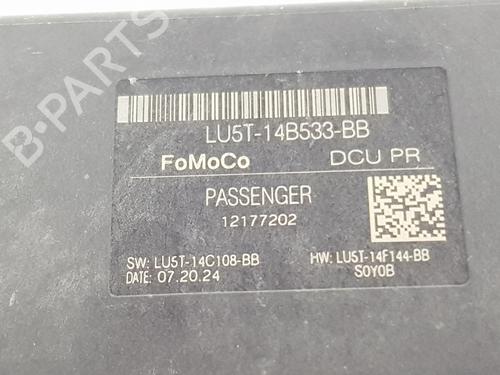 LU5T-14B533-BB
FoMoCo DCU PR
PASSENGER
12177202
SW: LU5T-14C108-BB HW: LU5T-14F144-BB
DATE: 07.20.24 S0Y0B
B-PARTS